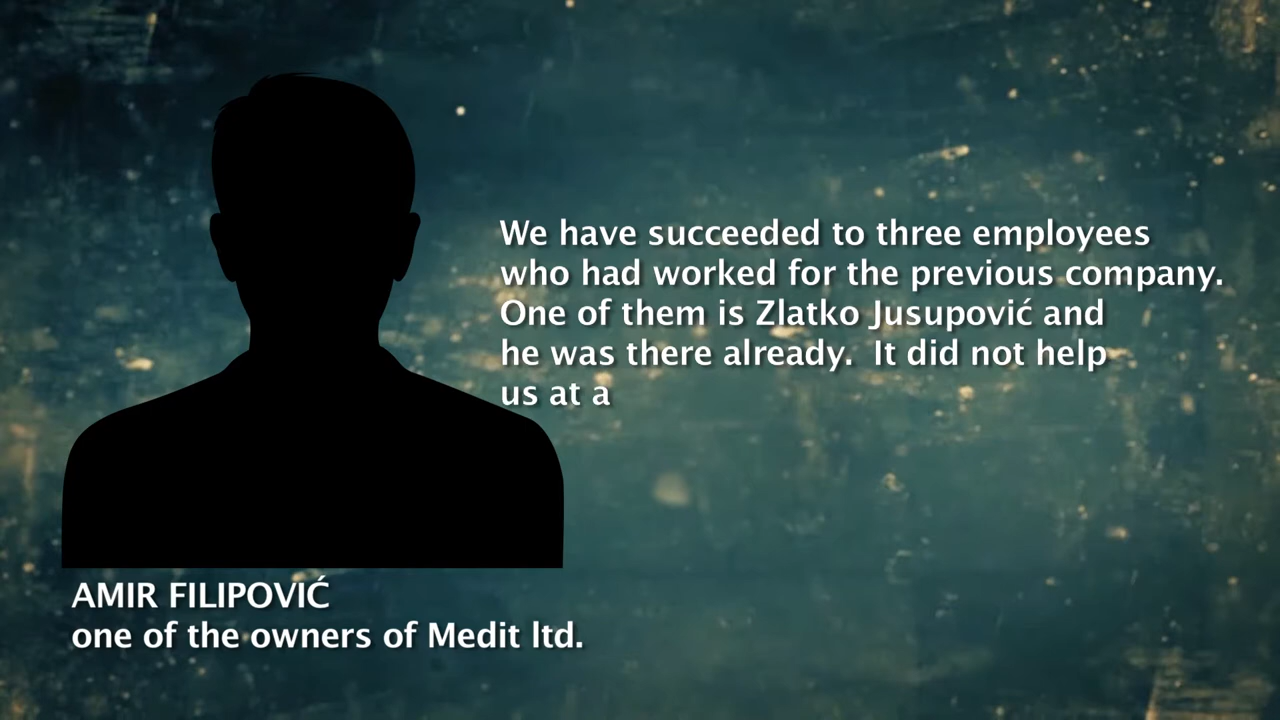 We have succeeded to three employees
who had worked for the previous company.
One of them is Zlatko Jusupović and
he was there already.  It did not help
us at a
AMIR FILIPOVIĆ
one of the owners of Medit ltd.